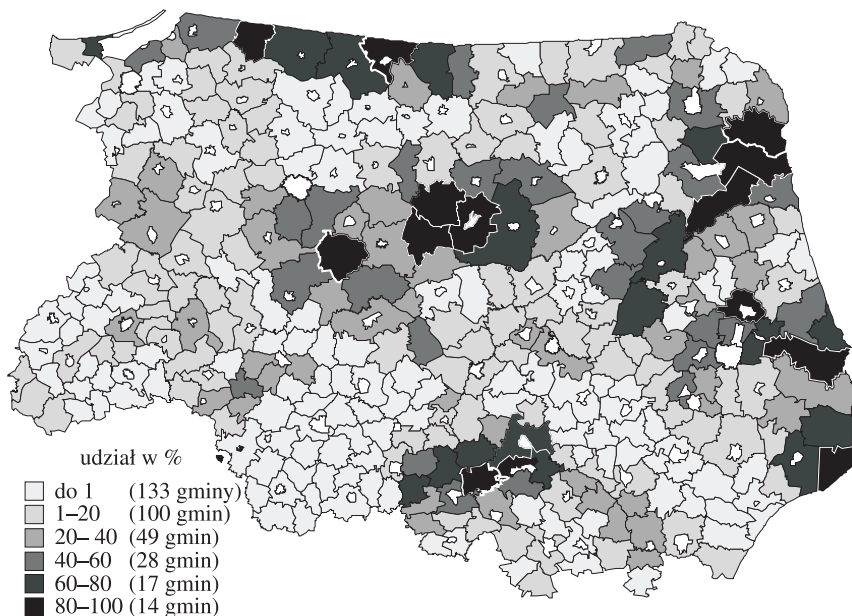 udział w %
do 1 (133 gminy)
1–20 (100 gmin)
20– 40 (49 gmin)
40–60 (28 gmin)
60–80 (17 gmin)
80–100 (14 gmin)